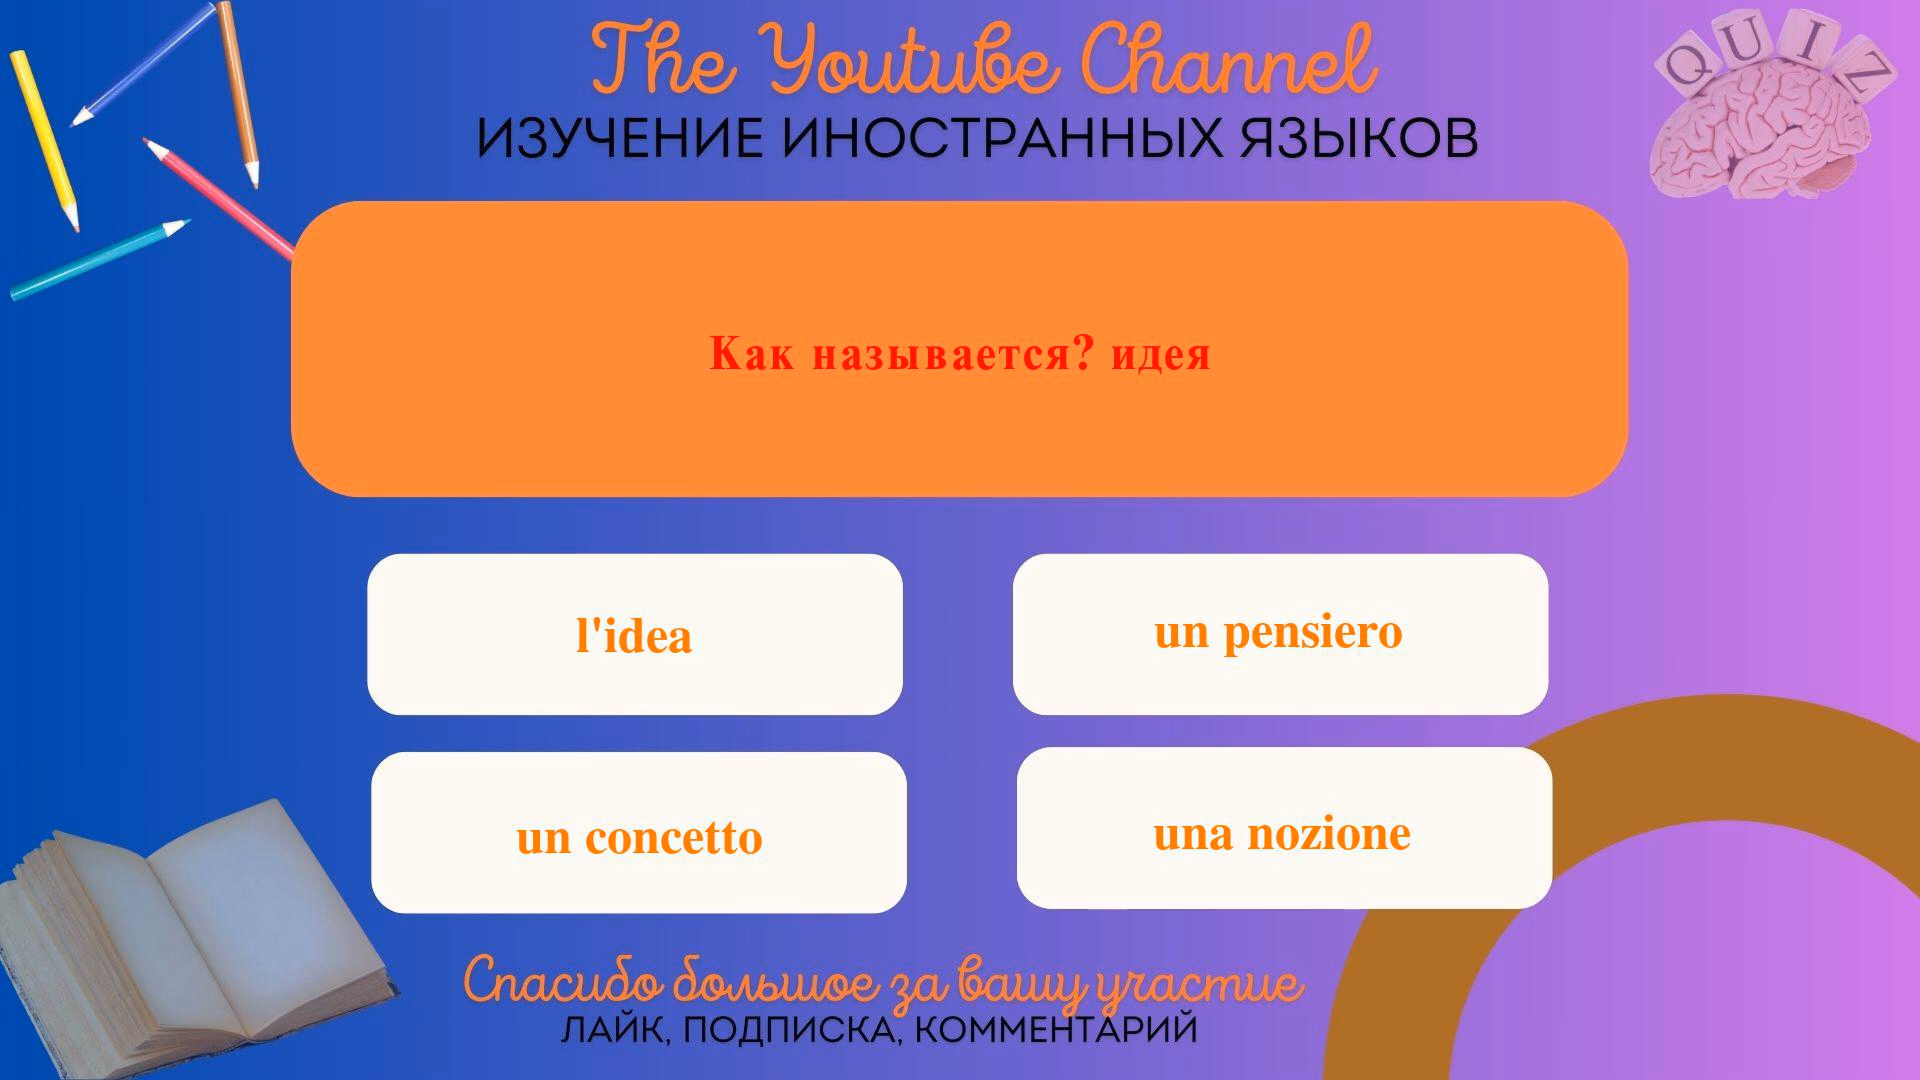 The Youtube Channel
QUIZ
ИЗУЧЕНИЕ ИНОСТРАННЫХ ЯЗЫКОВ
Как называется? идея
l'idea
un pensiero
un concetto
una nozione
Спасибо большое за вашу участие
ЛАЙК, ПОДПИСКА, КОММЕНТАРИЙ